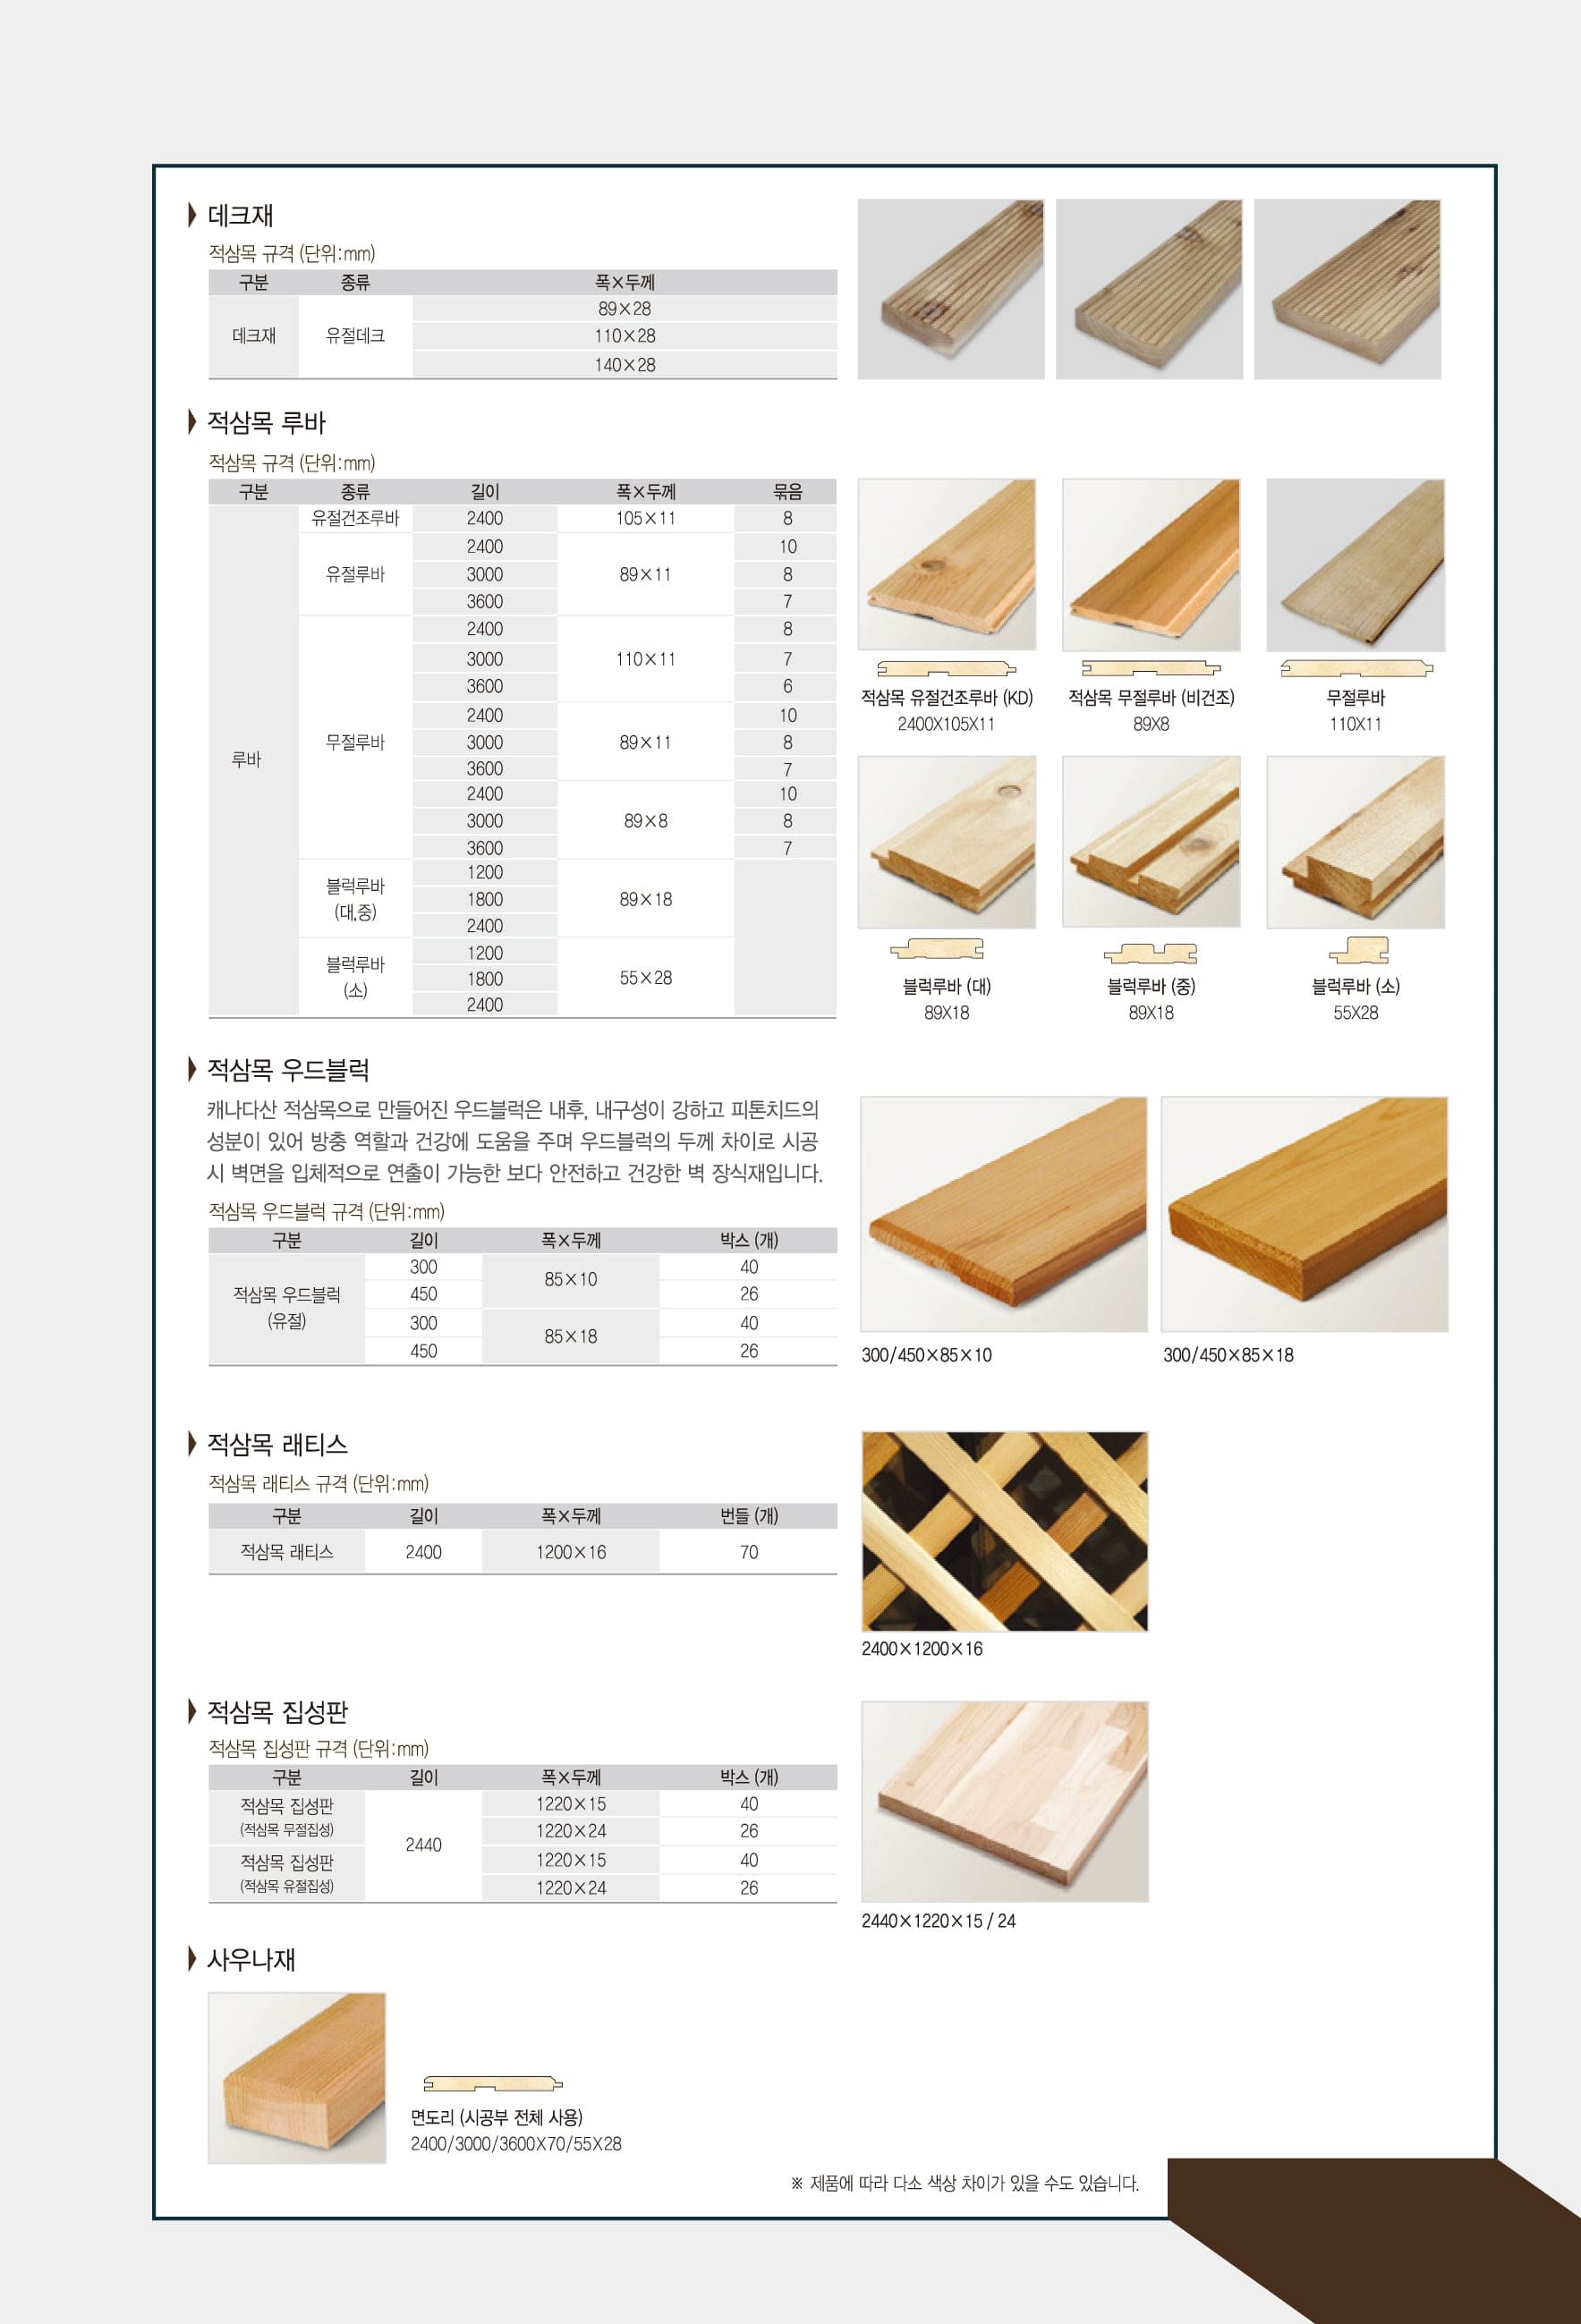 데크재
적삼목 규격 (단위:mm)
구분 종류 폭×두께
데크재 유절데크 89×28
110×28
140×28
적삼목 루바
적삼목 규격 (단위:mm)
구분 종류 길이 폭×두께 묶음
루바 유절건조루바 2400 105×11 8
유절루바 2400 89×11 10
3000 8
3600 7
무절루바 2400 110×11 8
3000 7
3600 6
2400 89×11 10
3000 8
3600 7
2400 89×8 10
3000 8
3600 7
블럭루바 (대,중) 1200 89×18
1800
2400
블럭루바 (소) 1200 55×28
1800
2400
적삼목 유절건조루바 (KD) 적삼목 무절루바 (비건조) 무절루바
2400X105X11 89X8 110X11
블럭루바 (대) 블럭루바 (중) 블럭루바 (소)
89X18 89X18 55X28
적삼목 우드블럭
캐나다산 적삼목으로 만들어진 우드블럭은 내후, 내구성이 강하고 피톤치드의
성분이 있어 방충 역할과 건강에 도움을 주며 우드블럭의 두께 차이로 시공
시 벽면을 입체적으로 연출이 가능한 보다 안전하고 건강한 벽 장식재입니다.
적삼목 우드블럭 규격 (단위:mm)
구분 길이 폭×두께 박스 (개)
적삼목 우드블럭 (유절) 300 85×10 40
450 26
300 85×18 40
450 26
300/450×85×10 300/450×85×18
적삼목 래티스
적삼목 래티스 규격 (단위:mm)
구분 길이 폭×두께 번들 (개)
적삼목 래티스 2400 1200×16 70
2400×1200×16
적삼목 집성판
적삼목 집성판 규격 (단위:mm)
구분 길이 폭×두께 박스 (개)
적삼목 집성판 (적삼목 무절집성) 2440 1220×15 40
1220×24 26
적삼목 집성판 (적삼목 유절집성) 1220×15 40
1220×24 26
2440×1220×15 / 24
사우나재
면도리 (시공부 전체 사용)
2400/3000/3600X70/55X28
※ 제품에 따라 다소 색상 차이가 있을 수도 있습니다.